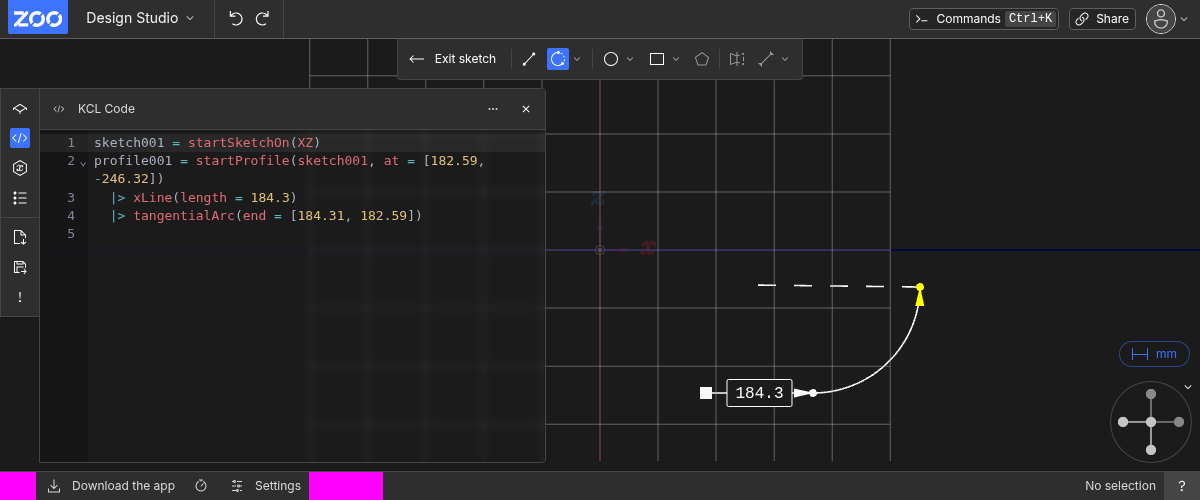 ZOO Design Studio Commands Ctrl+K Share
Exit sketch
KCL Code
1 sketch001 = startSketchOn(XZ)
2 profile001 = startProfile(sketch001, at = [182.59,
-246.32])
3 |> xLine(length = 184.3)
4 |> tangentialArc(end = [184.31, 182.59])
5
z
x
184.3
mm
Download the app Settings No selection ?